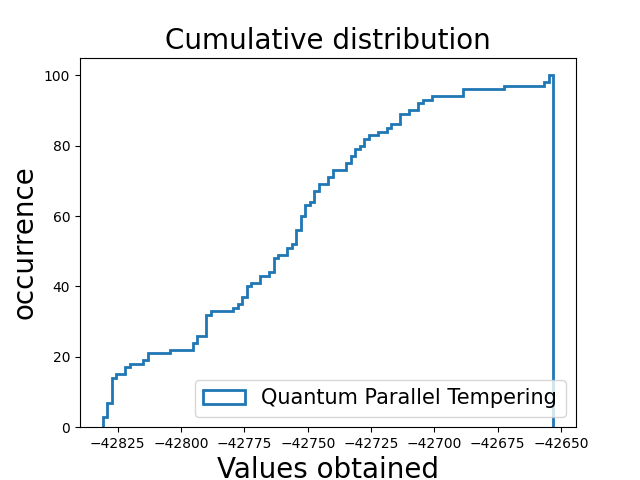 Cumulative distribution
100
80
60
40
20
0
occurrence
Quantum Parallel Tempering
−42825 −42800 −42775 −42750 −42725 −42700 −42675 −42650
Values obtained